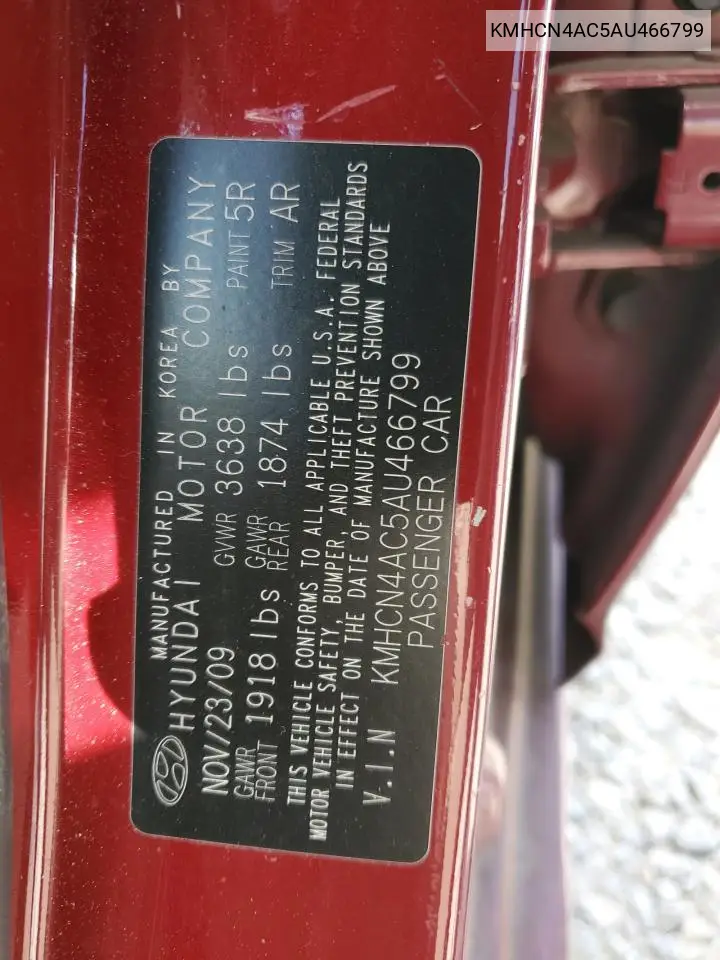 KMHCN4AC5AU466799
MANUFACTURED IN KOREA BY
HYUNDAI MOTOR COMPANY
NOV/23/09 GVWR 3638 lbs PAINT 5R
GAWR FRONT 1918 lbs GAWR REAR 1874 lbs TRIM AR
THIS VEHICLE CONFORMS TO ALL APPLICABLE U.S.A. FEDERAL
MOTOR VEHICLE SAFETY, BUMPER, AND THEFT PREVENTION STANDARDS
IN EFFECT ON THE DATE OF MANUFACTURE SHOWN ABOVE
V.I.N KMHCN4AC5AU466799
PASSENGER CAR